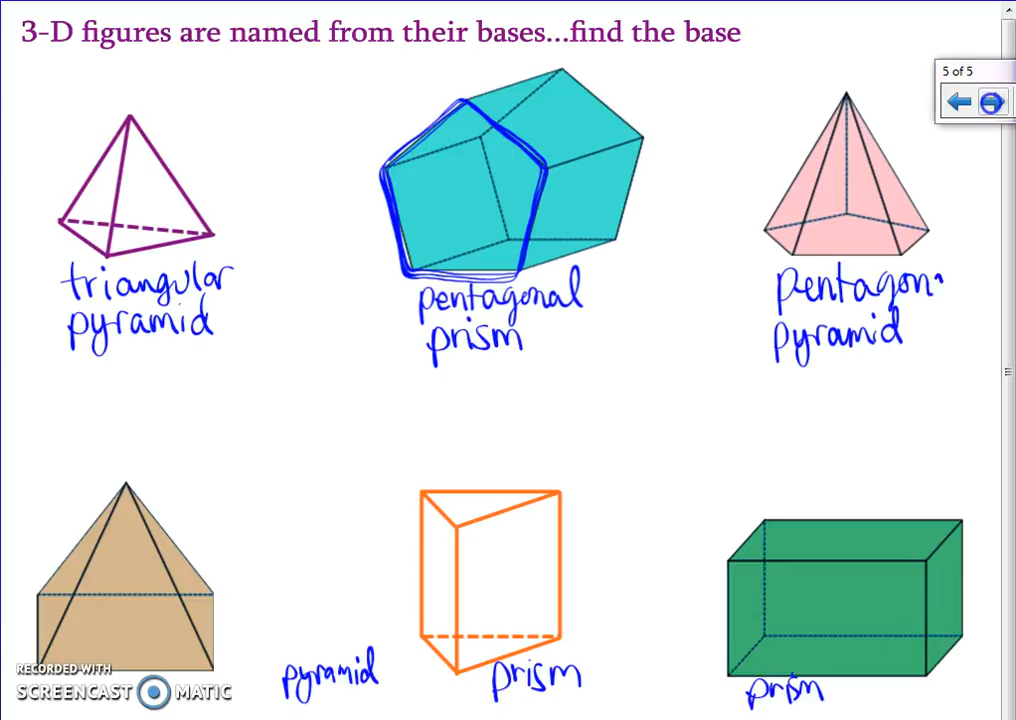 3-D figures are named from their bases...find the base
5 of 5
triangular
pyramid
pentagonal
prism
pentagon
pyramid
RECORDED WITH
SCREENCAST MATIC
pyramid
prism
prism